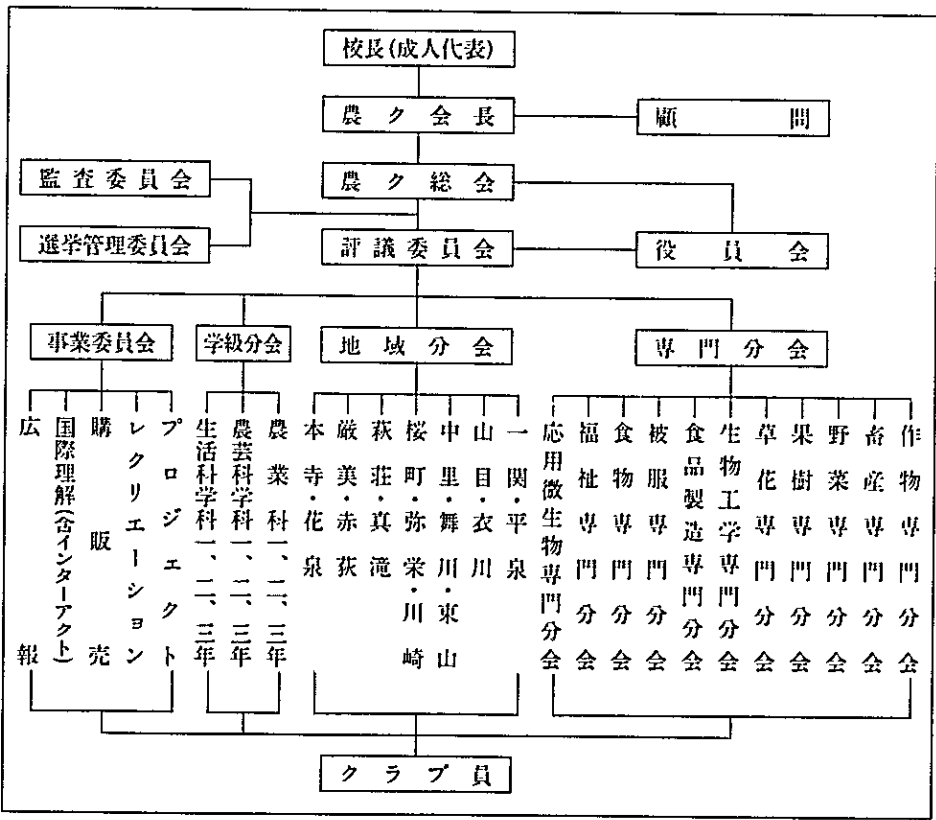 校長(成人代表)
農ク会長
顧問
監査委員会
農ク総会
選挙管理委員会
評議委員会
役員会
事業委員会
学級分会
地域分会
専門分会
作物専門分会
畜産専門分会
野菜専門分会
果樹専門分会
草花専門分会
生物工学専門分会
食品製造専門分会
被服専門分会
食物専門分会
福祉専門分会
応用微生物専門分会
一関・平泉
山目・衣川
中里・舞川・東山
桜町・弥栄・川崎
萩荘・真滝
厳美・赤荻
本寺・花泉
農業科一、二、三年
農芸科学科一、二、三年
生活科学科一、二、三年
プロジェクト
レクリエーション
購販売
国際理解(含インターアクト)
広報
クラブ員